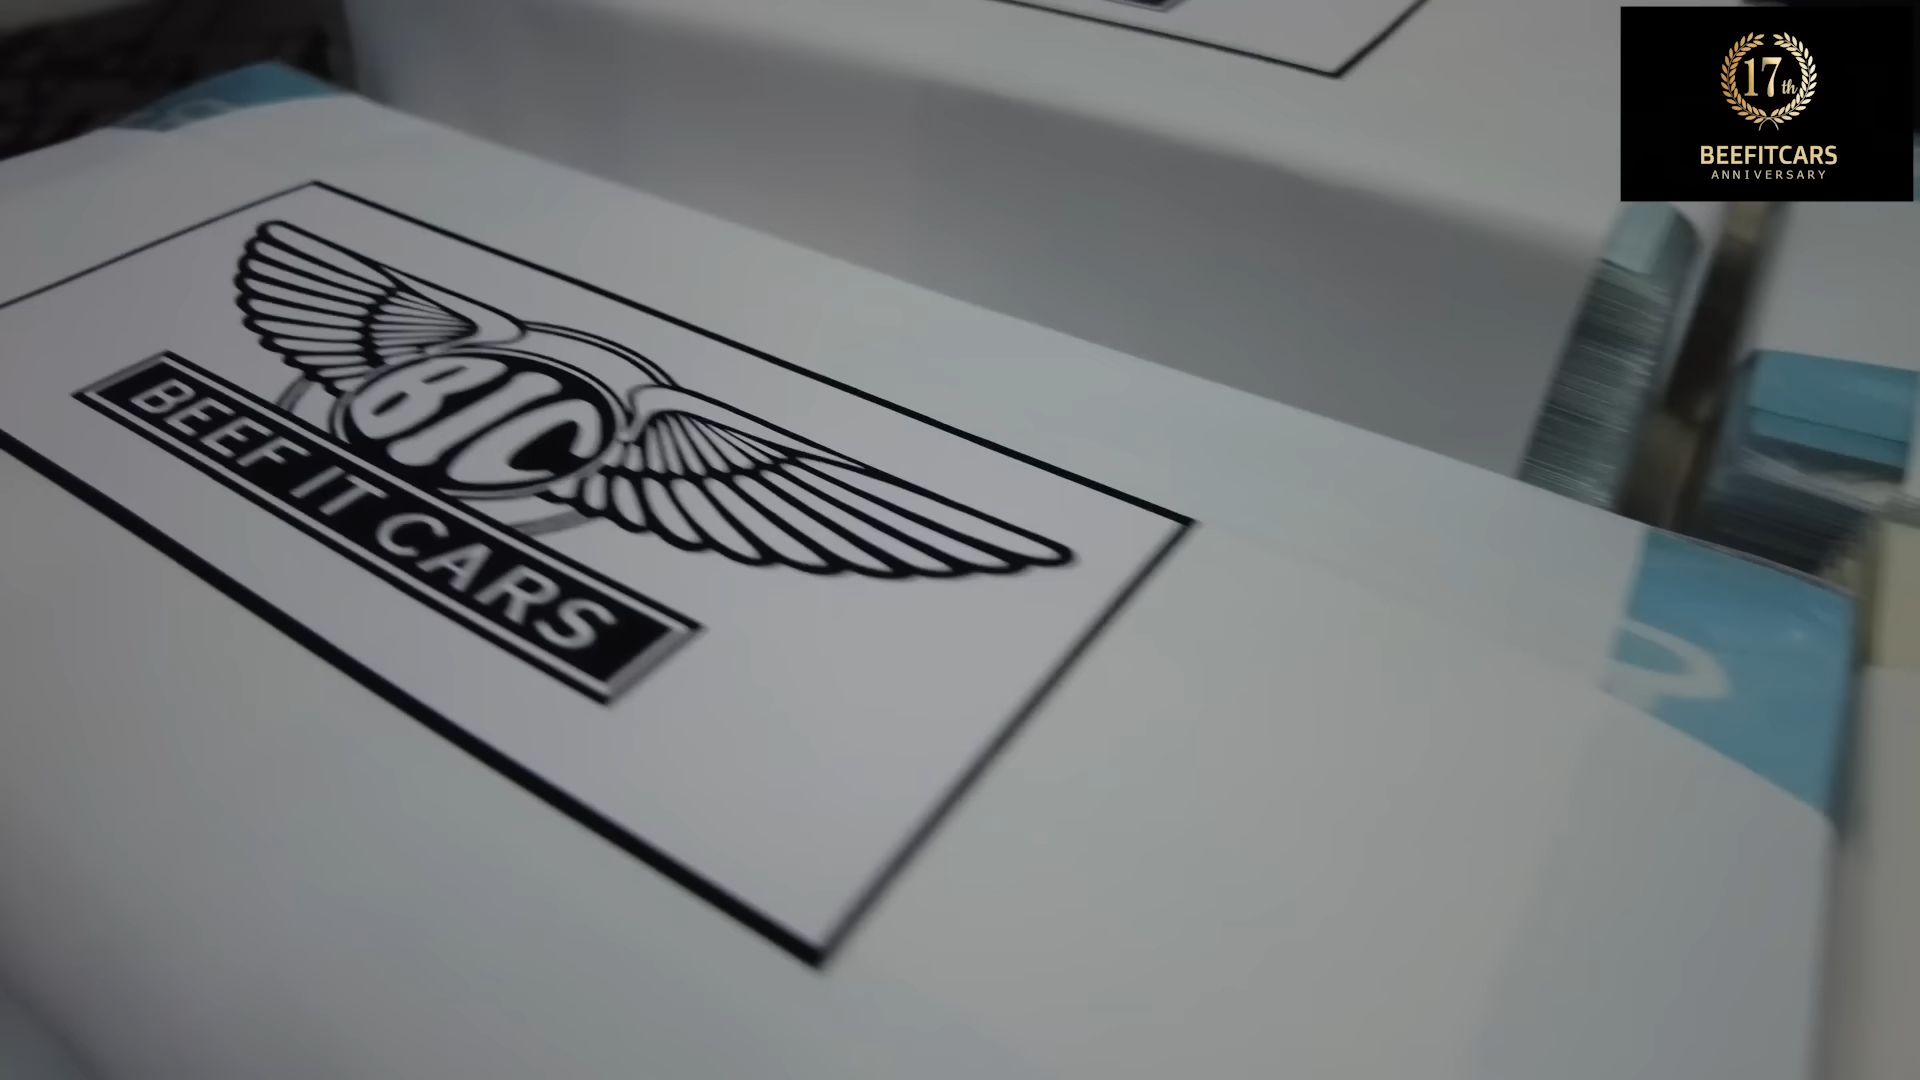 17th
BEEFITCARS
ANNIVERSARY
BIC
BEEF IT CARS